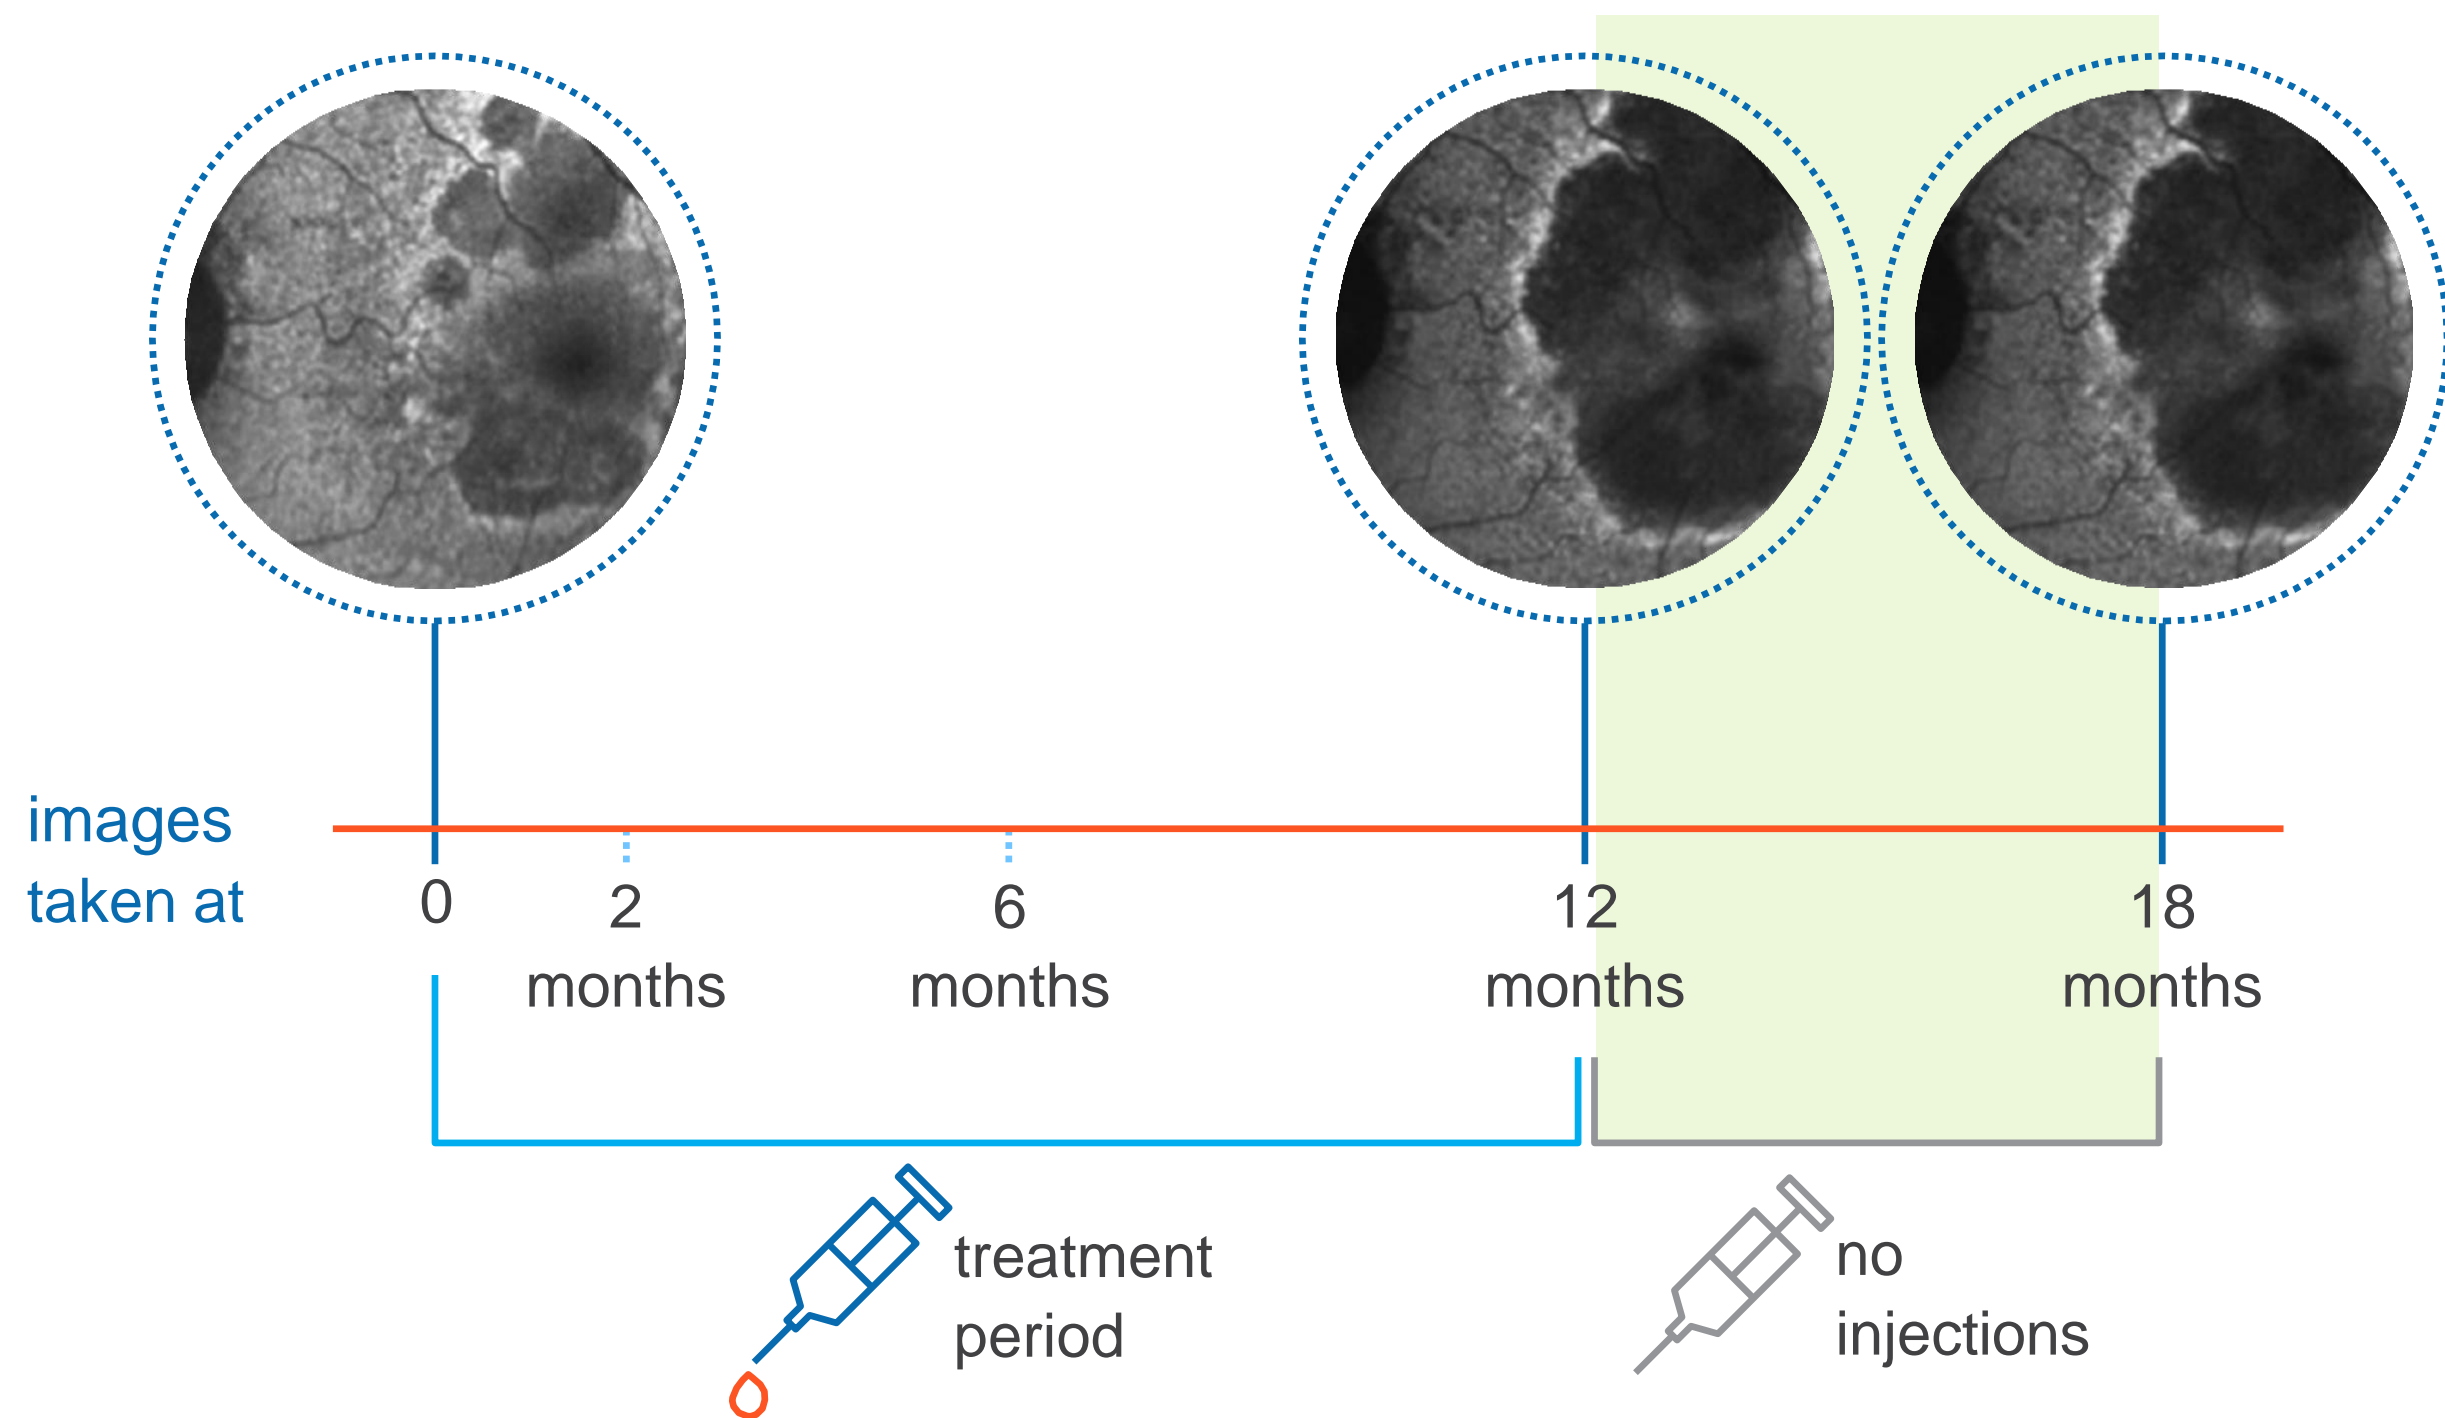 images
taken at
0
2
months
6
months
12
months
18
months
treatment
period
no
injections